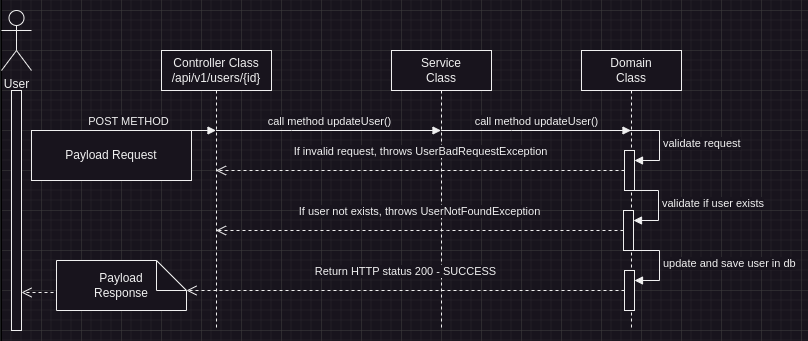 Controller Class
/api/v1/users/{id}
Service
Class
Domain
Class
User
POST METHOD
call method updateUser()
call method updateUser()
Payload Request
validate request
If invalid request, throws UserBadRequestException
validate if user exists
If user not exists, throws UserNotFoundException
update and save user in db
Return HTTP status 200 - SUCCESS
Payload
Response